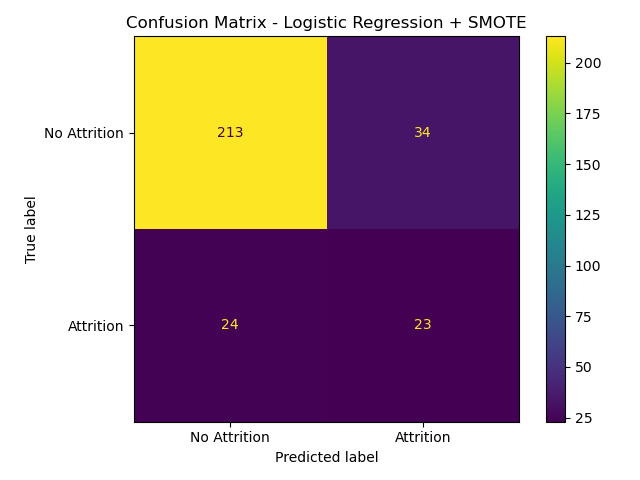 Confusion Matrix - Logistic Regression + SMOTE
True label
No Attrition
213
34
Attrition
24
23
No Attrition
Attrition
Predicted label
200
175
150
125
100
75
50
25